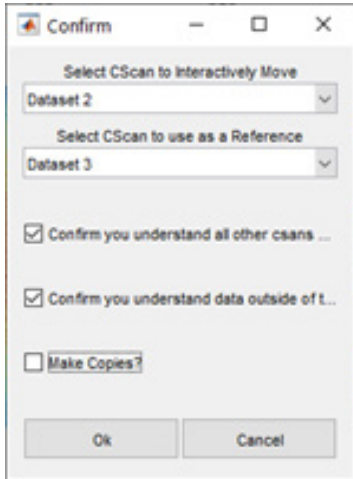 Confirm
Select CScan to Interactively Move
Dataset 2
Select CScan to use as a Reference
Dataset 3
Confirm you understand all other csans ...
Confirm you understand data outside of t...
Make Copies?
Ok Cancel